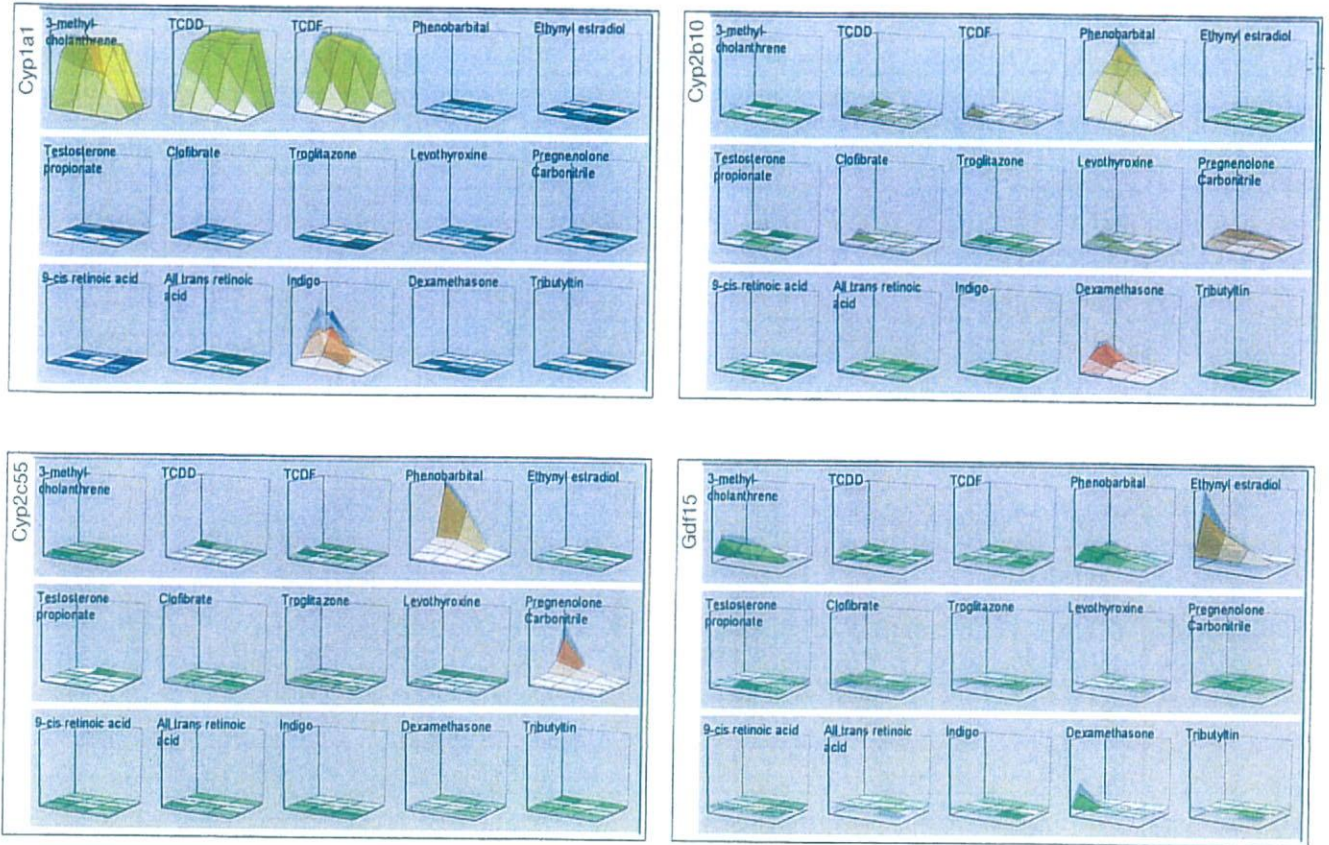 Cyp1a1
3-methyl-
cholanthrene
TCDD
TCDF
Phenobarbital
Ethynyl estradiol
Testosterone
propionate
Clofibrate
Troglitazone
Levothyroxine
Pregnenolone
Carbonitrile
9-cis retinoic acid
All trans retinoic
acid
Indigo
Dexamethasone
Tributyltin
Cyp2b10
3-methyl-
cholanthrene
TCDD
TCDF
Phenobarbital
Ethynyl estradiol
Testosterone
propionate
Clofibrate
Troglitazone
Levothyroxine
Pregnenolone
Carbonitrile
9-cis retinoic acid
All trans retinoic
acid
Indigo
Dexamethasone
Tributyltin
Cyp2c55
3-methyl-
cholanthrene
TCDD
TCDF
Phenobarbital
Ethynyl estradiol
Testosterone
propionate
Clofibrate
Troglitazone
Levothyroxine
Pregnenolone
Carbonitrile
9-cis retinoic acid
All trans retinoic
acid
Indigo
Dexamethasone
Tributyltin
Gdf15
3-methyl-
cholanthrene
TCDD
TCDF
Phenobarbital
Ethynyl estradiol
Testosterone
propionate
Clofibrate
Troglitazone
Levothyroxine
Pregnenolone
Carbonitrile
9-cis retinoic acid
All trans retinoic
acid
Indigo
Dexamethasone
Tributyltin